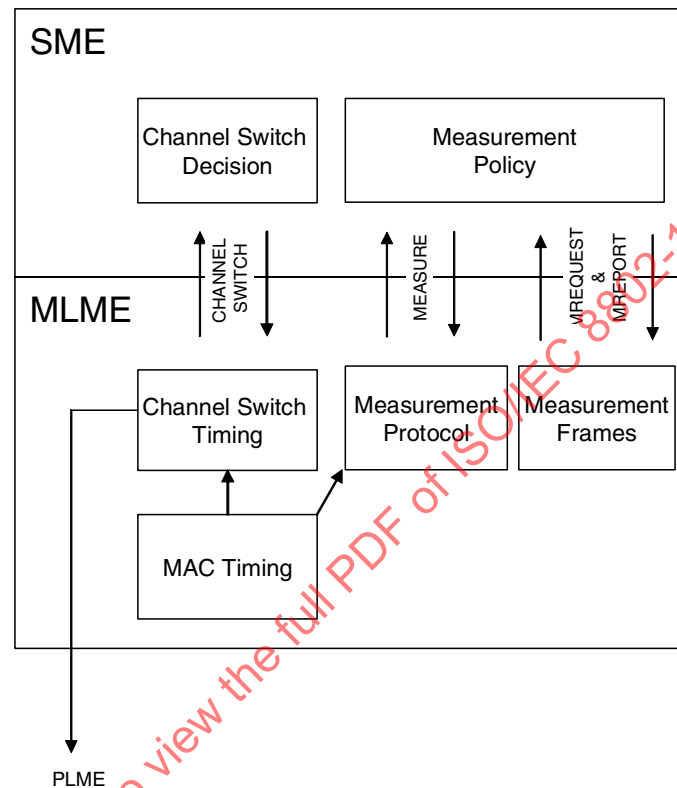 SME
Channel Switch
Decision
Measurement
Policy
CHANNEL
SWITCH
MEASURE
MREQUEST
&
MREPORT
MLME
Channel Switch
Timing
Measurement
Protocol
Measurement
Frames
MAC Timing
PLME
view the full PDF of ISO/IEC 8802-1